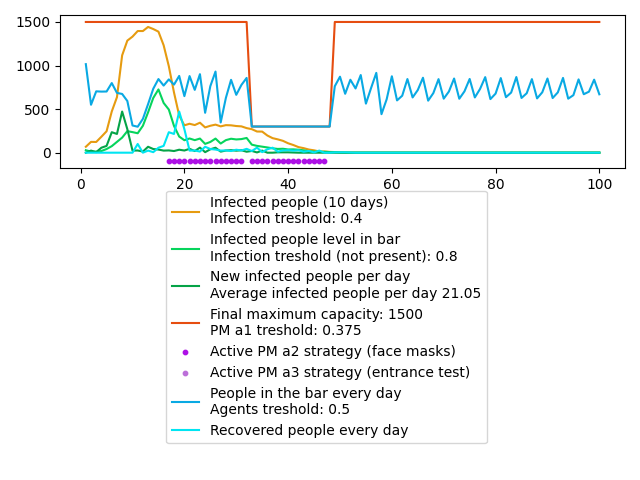 1500
1000
500
0
0
20
40
60
80
100
Infected people (10 days)
Infection treshold: 0.4
Infected people level in bar
Infection treshold (not present): 0.8
New infected people per day
Average infected people per day 21.05
Final maximum capacity: 1500
PM a1 treshold: 0.375
Active PM a2 strategy (face masks)
Active PM a3 strategy (entrance test)
People in the bar every day
Agents treshold: 0.5
Recovered people every day